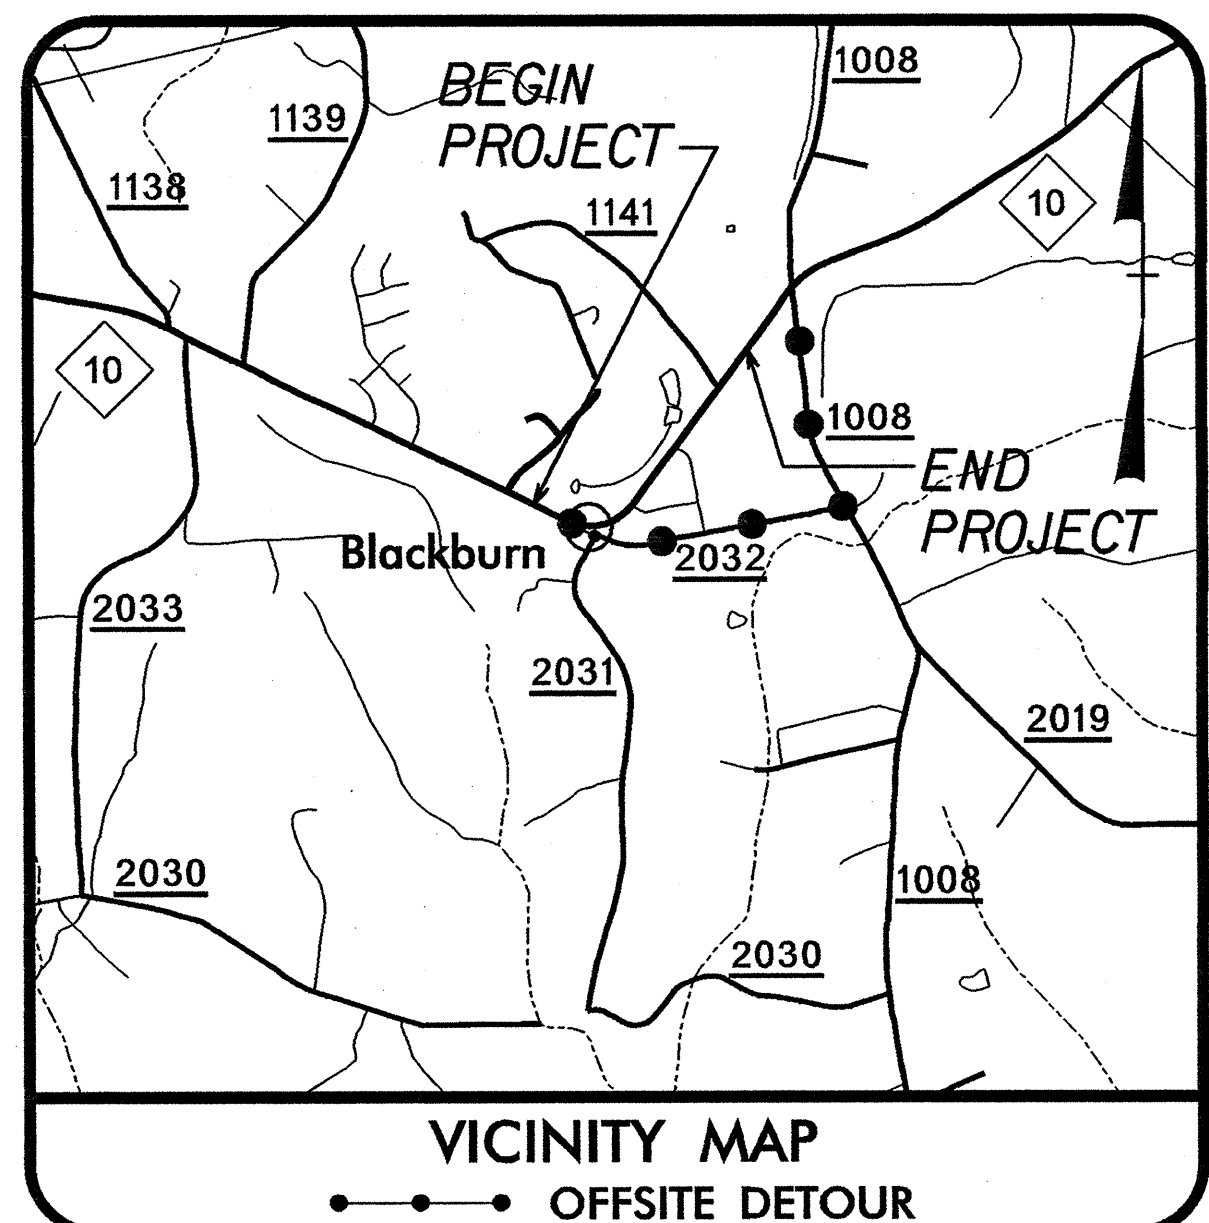 1008
BEGIN
PROJECT
1139
1138
10
1141
10
1008
END
PROJECT
Blackburn
2032
2033
2031
2019
2030
1008
2030
VICINITY MAP
OFFSITE DETOUR